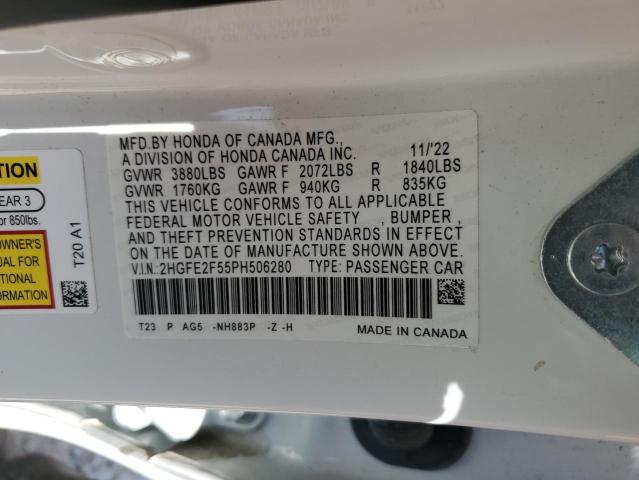 MFD.BY HONDA OF CANADA MFG.,
A DIVISION OF HONDA CANADA INC. 11/'22
GVWR 3880LBS GAWR F 2072LBS R 1840LBS
GVWR 1760KG GAWR F 940KG R 835KG
THIS VEHICLE CONFORMS TO ALL APPLICABLE
FEDERAL MOTOR VEHICLE SAFETY , BUMPER ,
AND THEFT PREVENTION STANDARDS IN EFFECT
ON THE DATE OF MANUFACTURE SHOWN ABOVE.
V.I.N: 2HGFE2F55PH506280 TYPE: PASSENGER CAR
T23 P AG5 -NH883P -Z -H MADE IN CANADA
TION
EAR 3
r 850lbs.
OWNER'S
UAL FOR
TIONAL
ATION
T20 A1